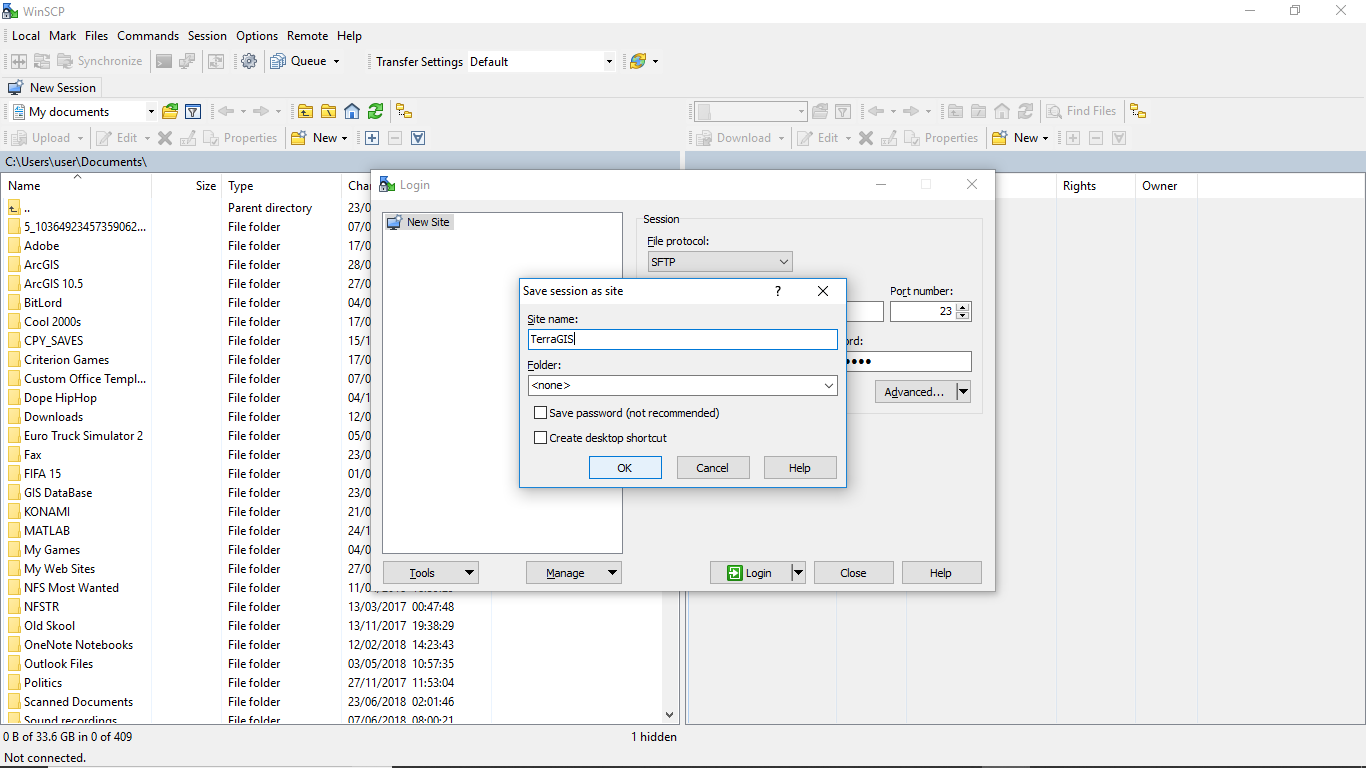 WinSCP
Local Mark Files Commands Session Options Remote Help
Synchronize Queue Transfer Settings Default
New Session
My documents Find Files
Upload Edit Properties New Download Edit Properties New
C:\Users\user\Documents\
Name Size Type Cha Rights Owner
.. Parent directory 23/0
5_10364923457359062... File folder 07/0
Adobe File folder 17/0
ArcGIS File folder 28/0
ArcGIS 10.5 File folder 27/0
BitLord File folder 04/0
Cool 2000s File folder 17/0
CPY_SAVES File folder 15/1
Criterion Games File folder 17/0
Custom Office Templ... File folder 07/0
Dope HipHop File folder 04/1
Downloads File folder 12/0
Euro Truck Simulator 2 File folder 05/0
Fax File folder 23/0
FIFA 15 File folder 01/0
GIS DataBase File folder 23/0
KONAMI File folder 21/0
MATLAB File folder 24/1
My Games File folder 04/0
My Web Sites File folder 27/0
NFS Most Wanted File folder
NFSTR File folder 13/03/2017 00:47:48
Old Skool File folder 13/11/2017 19:38:29
OneNote Notebooks File folder 12/02/2018 14:23:43
Outlook Files File folder 03/05/2018 10:57:35
Politics File folder 27/11/2017 11:53:04
Scanned Documents File folder 23/06/2018 02:01:46
Sound recordings File folder 07/06/2018 08:00:21
0 B of 33.6 GB in 0 of 409 1 hidden
Not connected.
Login
New Site
Session
File protocol:
SFTP
Port number:
23
ord:
Advanced...
Tools Manage Login Close Help
Save session as site ?
Site name:
TerraGIS
Folder:
<none>
Save password (not recommended)
Create desktop shortcut
OK Cancel Help